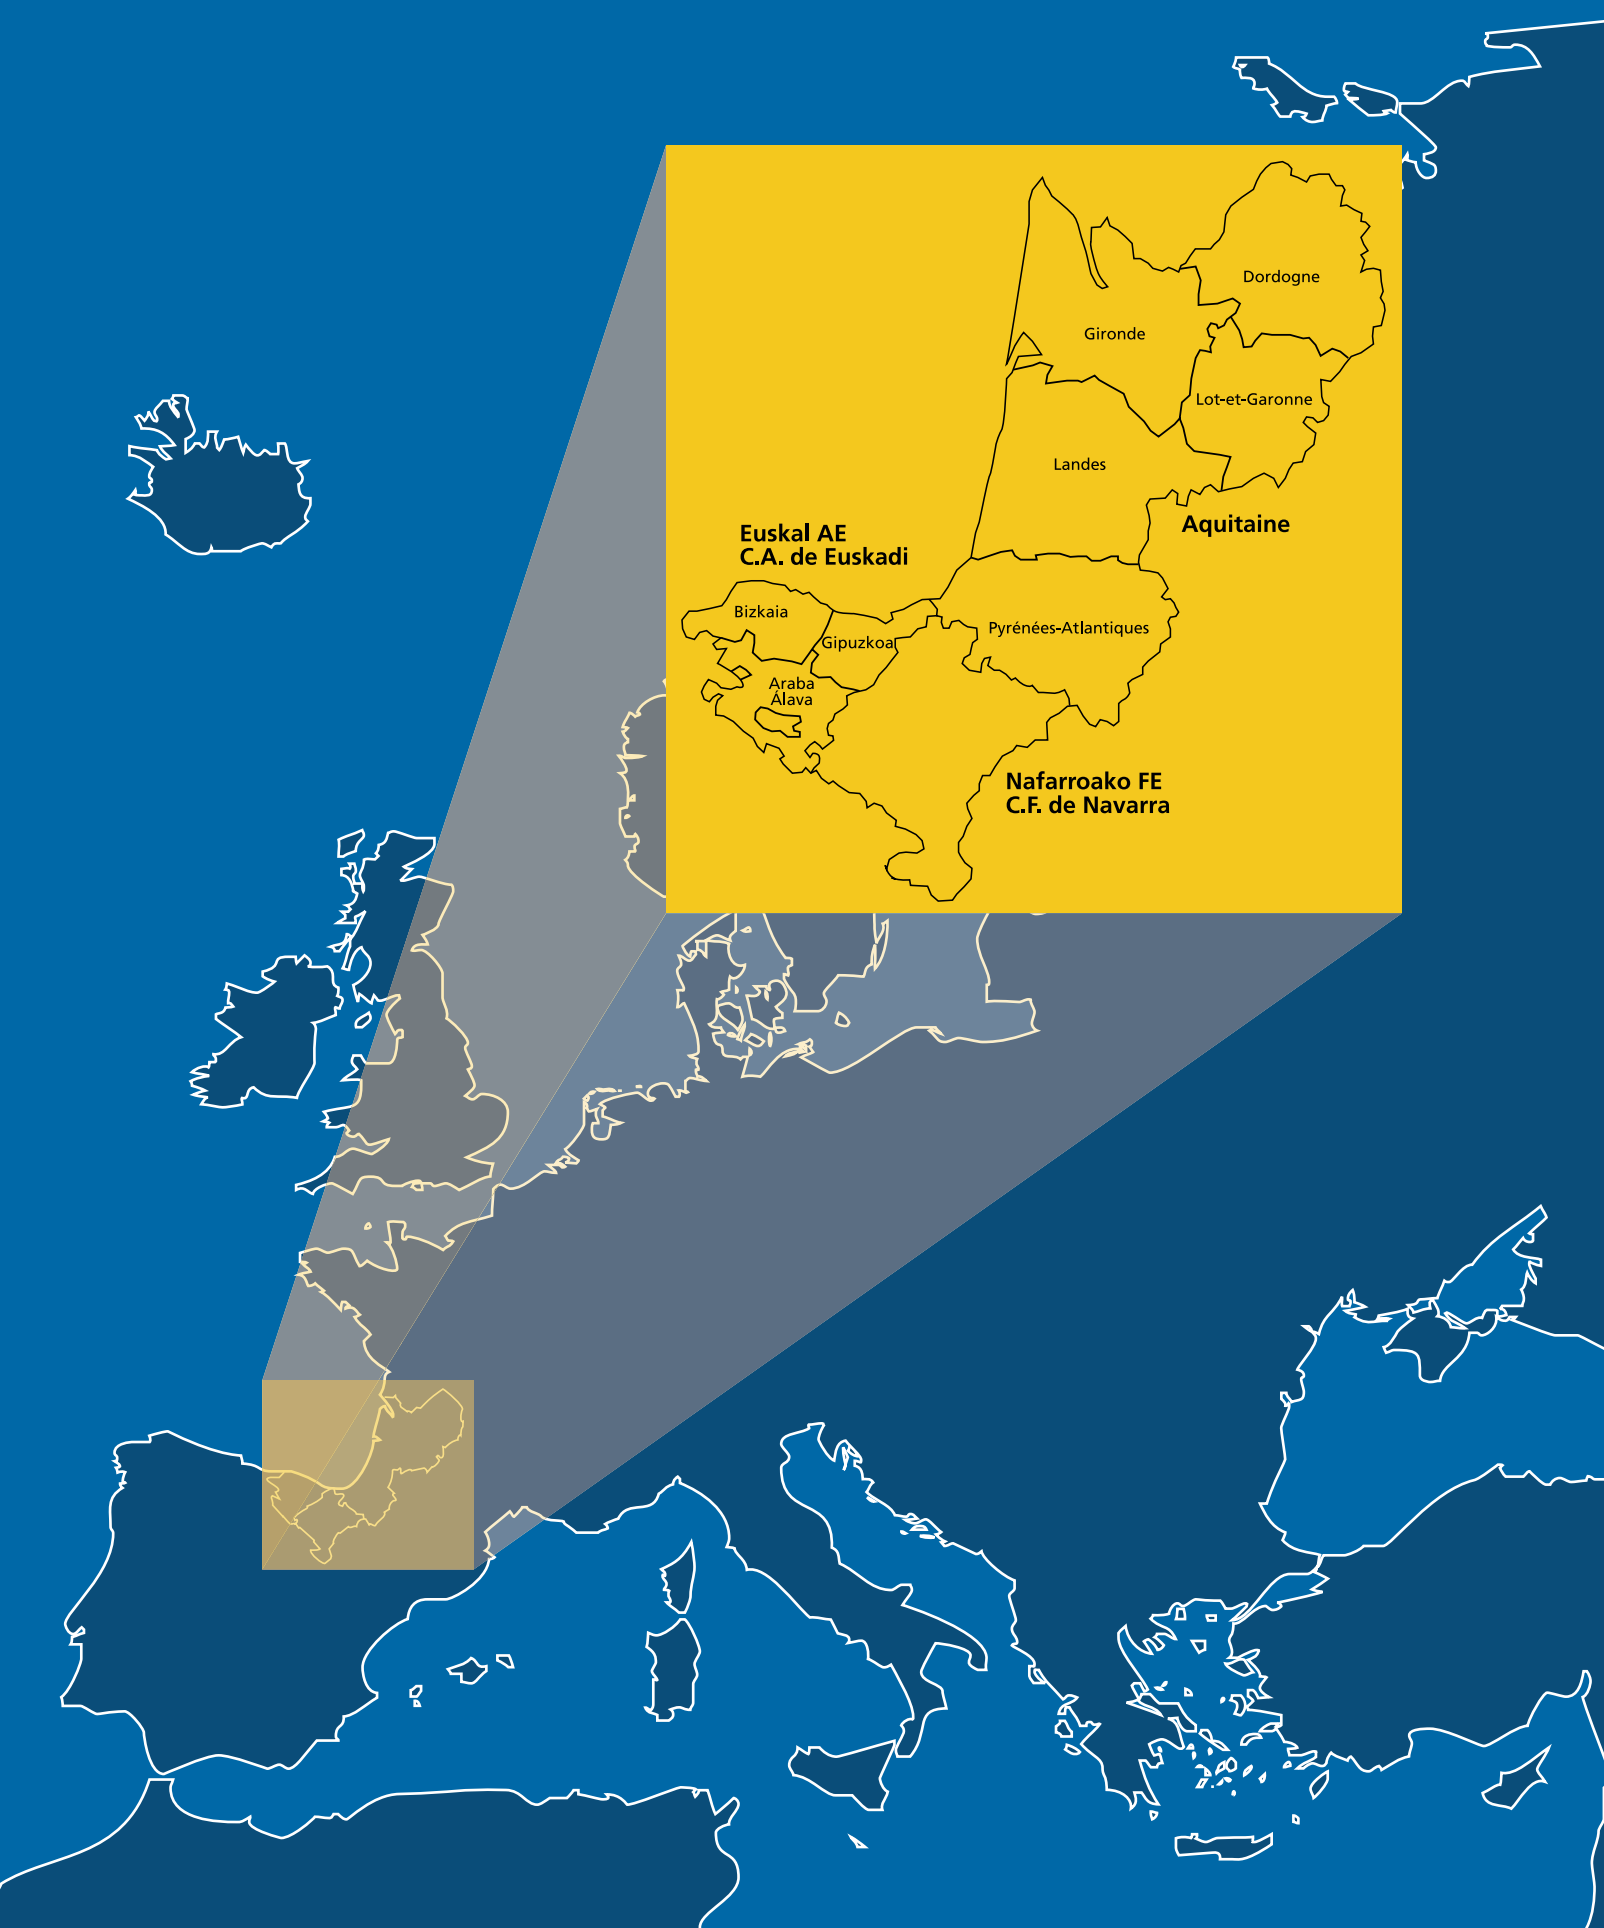 Dordogne
Gironde
Lot-et-Garonne
Landes
Aquitaine
Euskal AE
C.A. de Euskadi
Bizkaia
Gipuzkoa
Pyrénées-Atlantiques
Araba
Álava
Nafarroako FE
C.F. de Navarra